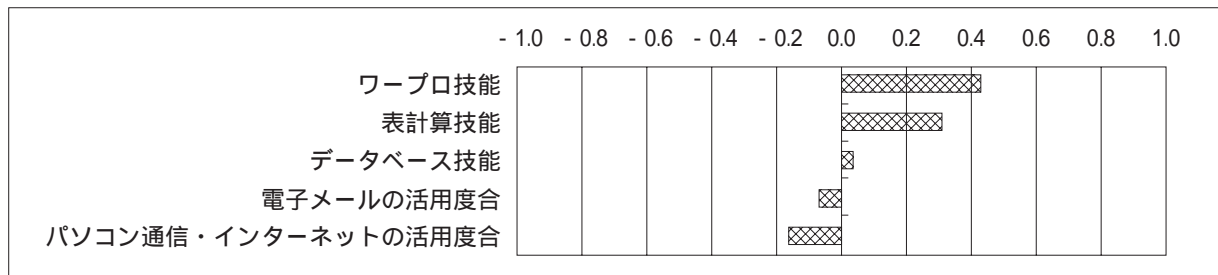 - 1.0 - 0.8 - 0.6 - 0.4 - 0.2 0.0 0.2 0.4 0.6 0.8 1.0
ワープロ技能
表計算技能
データベース技能
電子メールの活用度合
パソコン通信・インターネットの活用度合